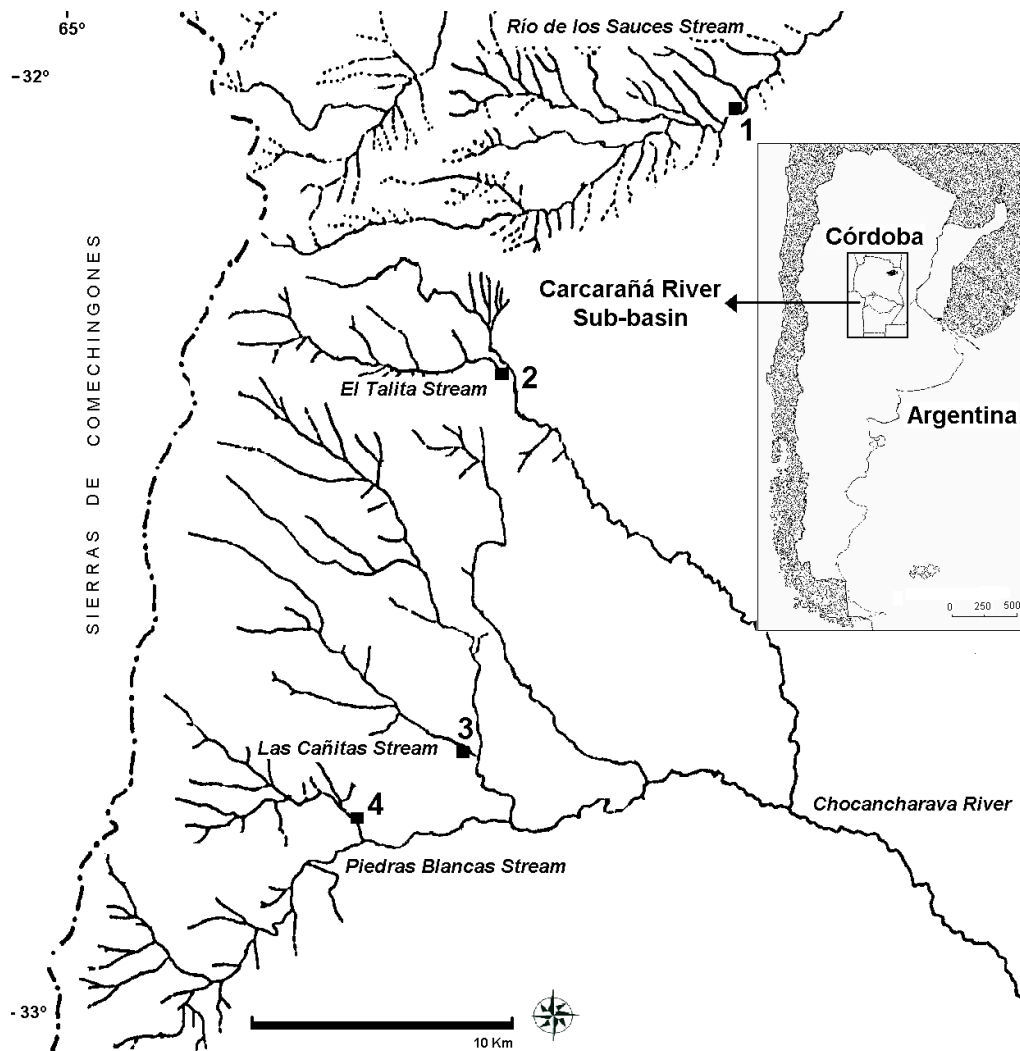 65º
Río de los Sauces Stream
-32º
1
Córdoba
Carcarañá River
Sub-basin
Argentina
0 250 500
SIERRAS DE COMECHINGONES
2
El Talita Stream
3
Las Cañitas Stream
4
Chocancharava River
Piedras Blancas Stream
-33º
10 Km